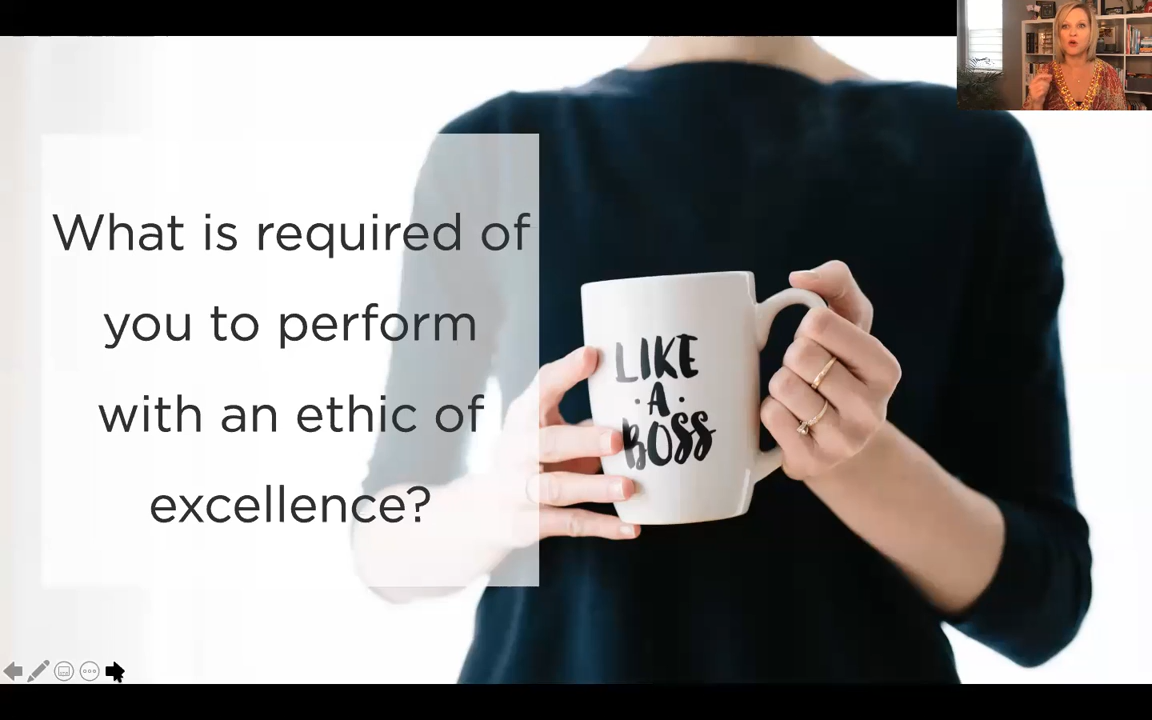 What is required of
you to perform
with an ethic of
excellence?
LIKE
·A·
BOSS